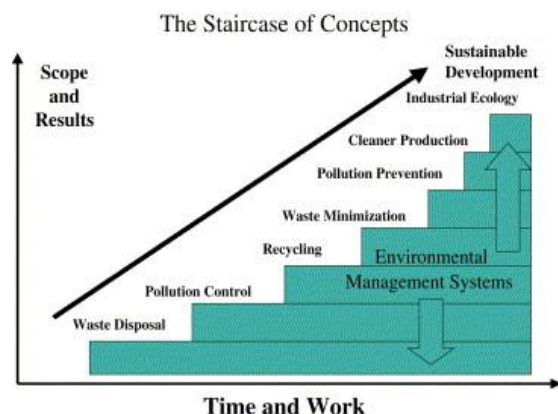 The Staircase of Concepts
Scope
and
Results
Sustainable
Development
Industrial Ecology
Cleaner Production
Pollution Prevention
Waste Minimization
Recycling
Environmental
Management Systems
Pollution Control
Waste Disposal
Time and Work